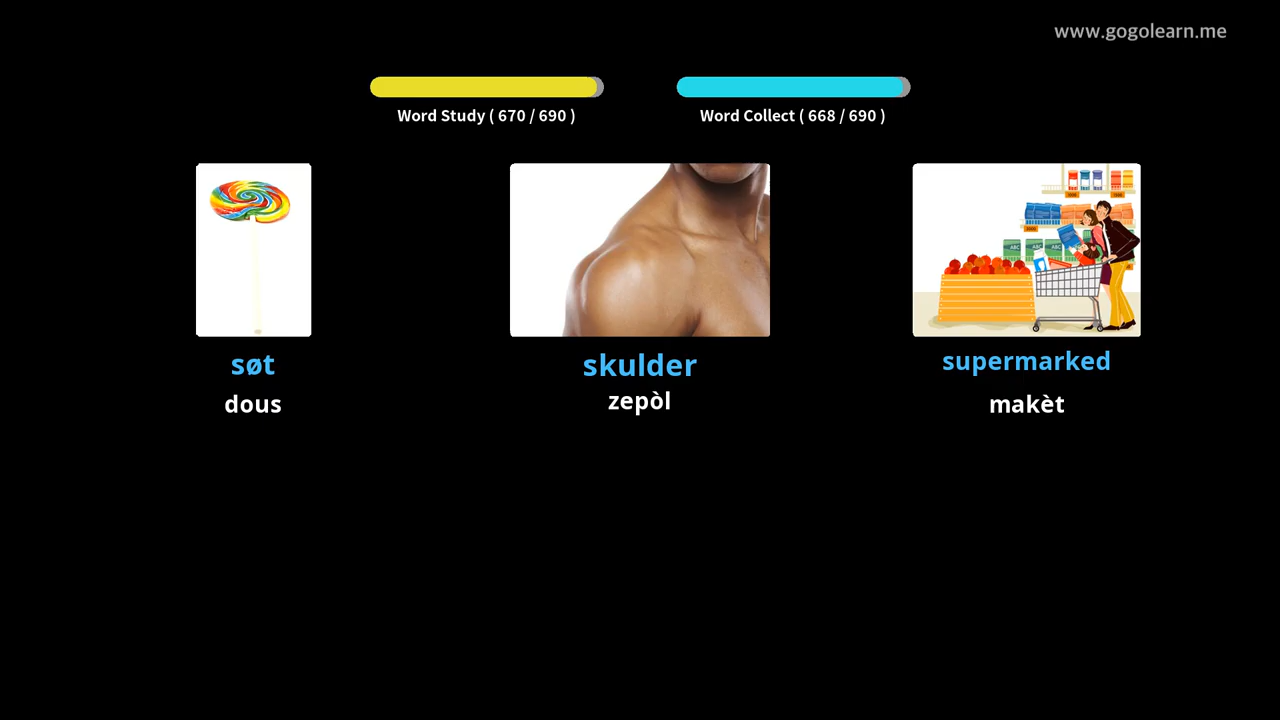 www.gogolearn.me
Word Study ( 670 / 690 )
Word Collect ( 668 / 690 )
søt
skulder
supermarked
dous
zepòl
makèt